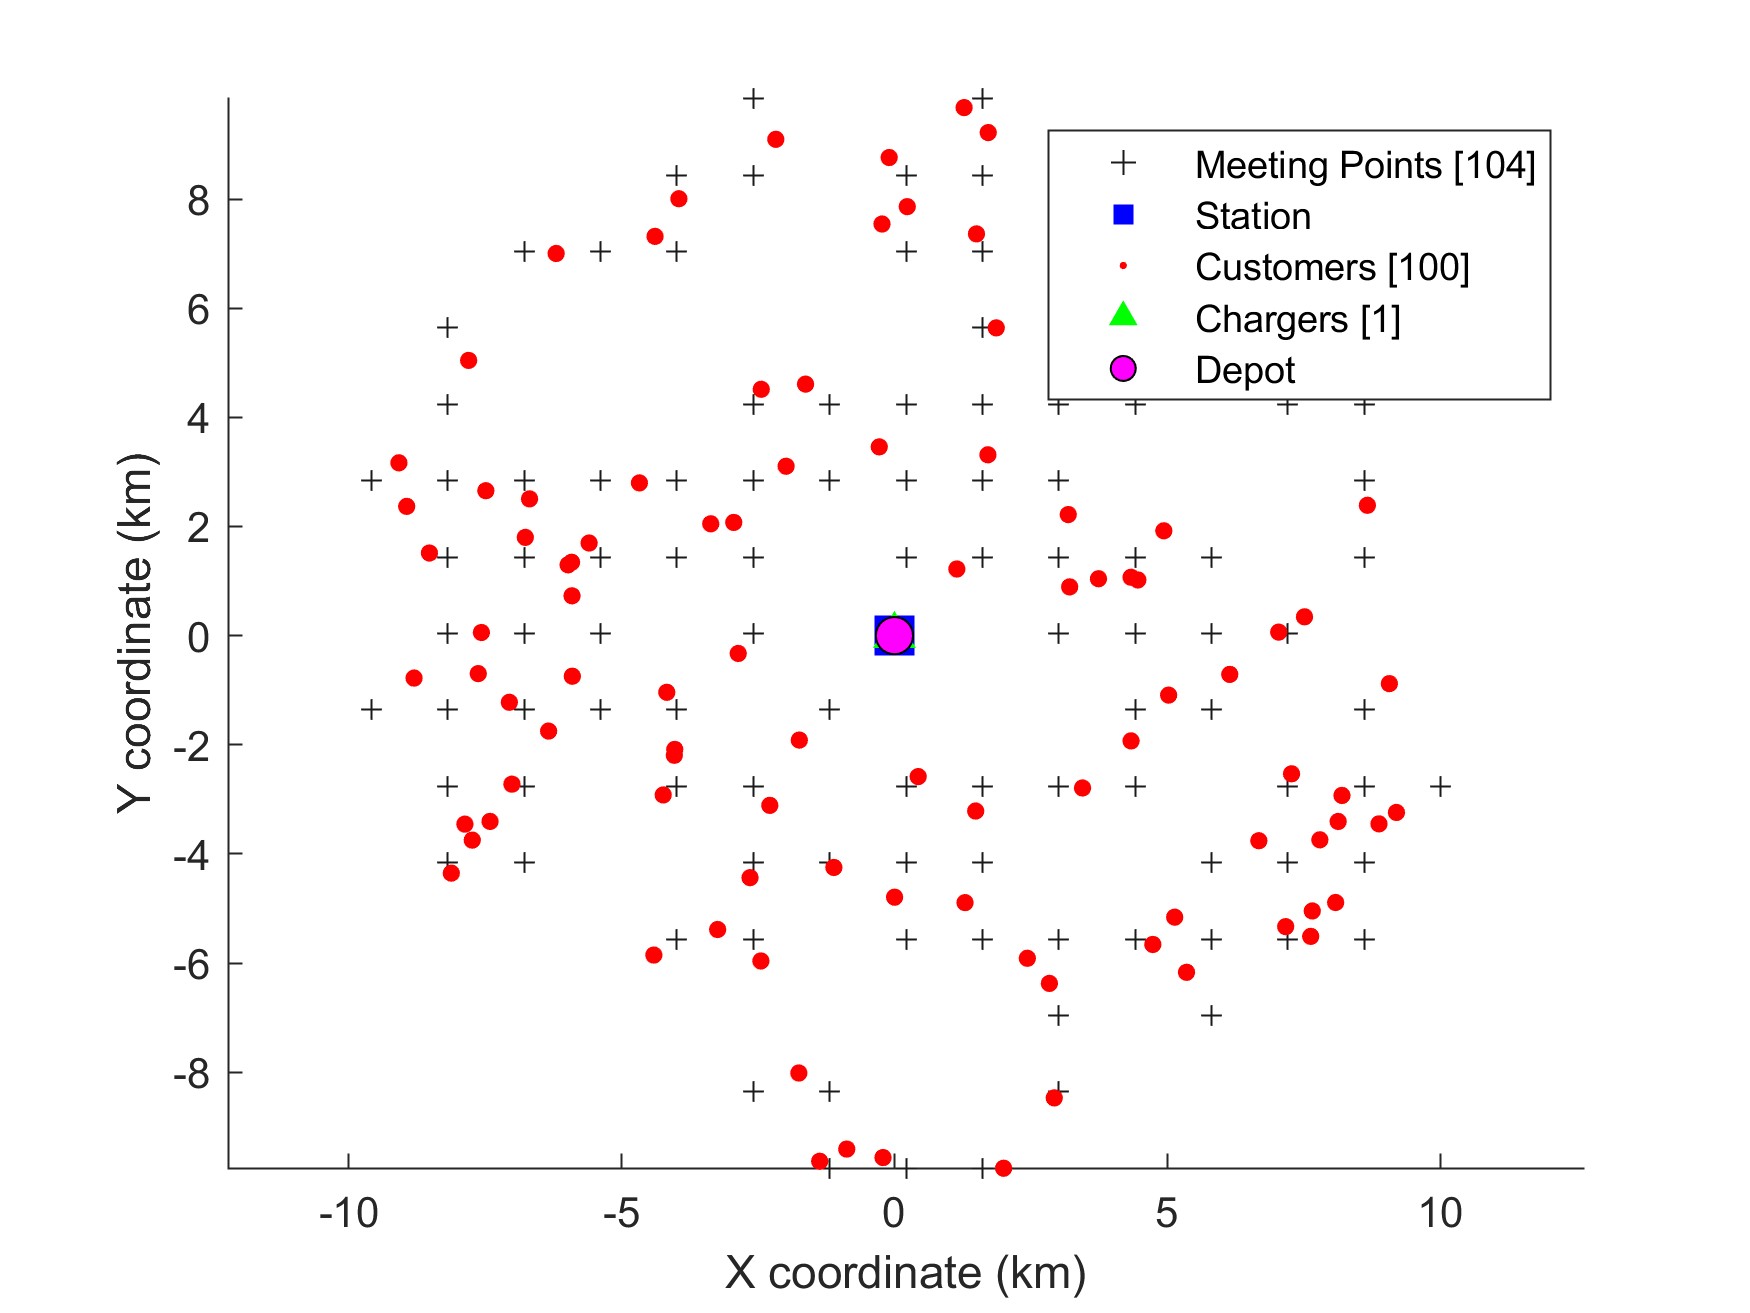 Meeting Points [104]
Station
Customers [100]
Chargers [1]
Depot
8
6
4
2
0
-2
-4
-6
-8
Y coordinate (km)
-10 -5 0 5 10
X coordinate (km)